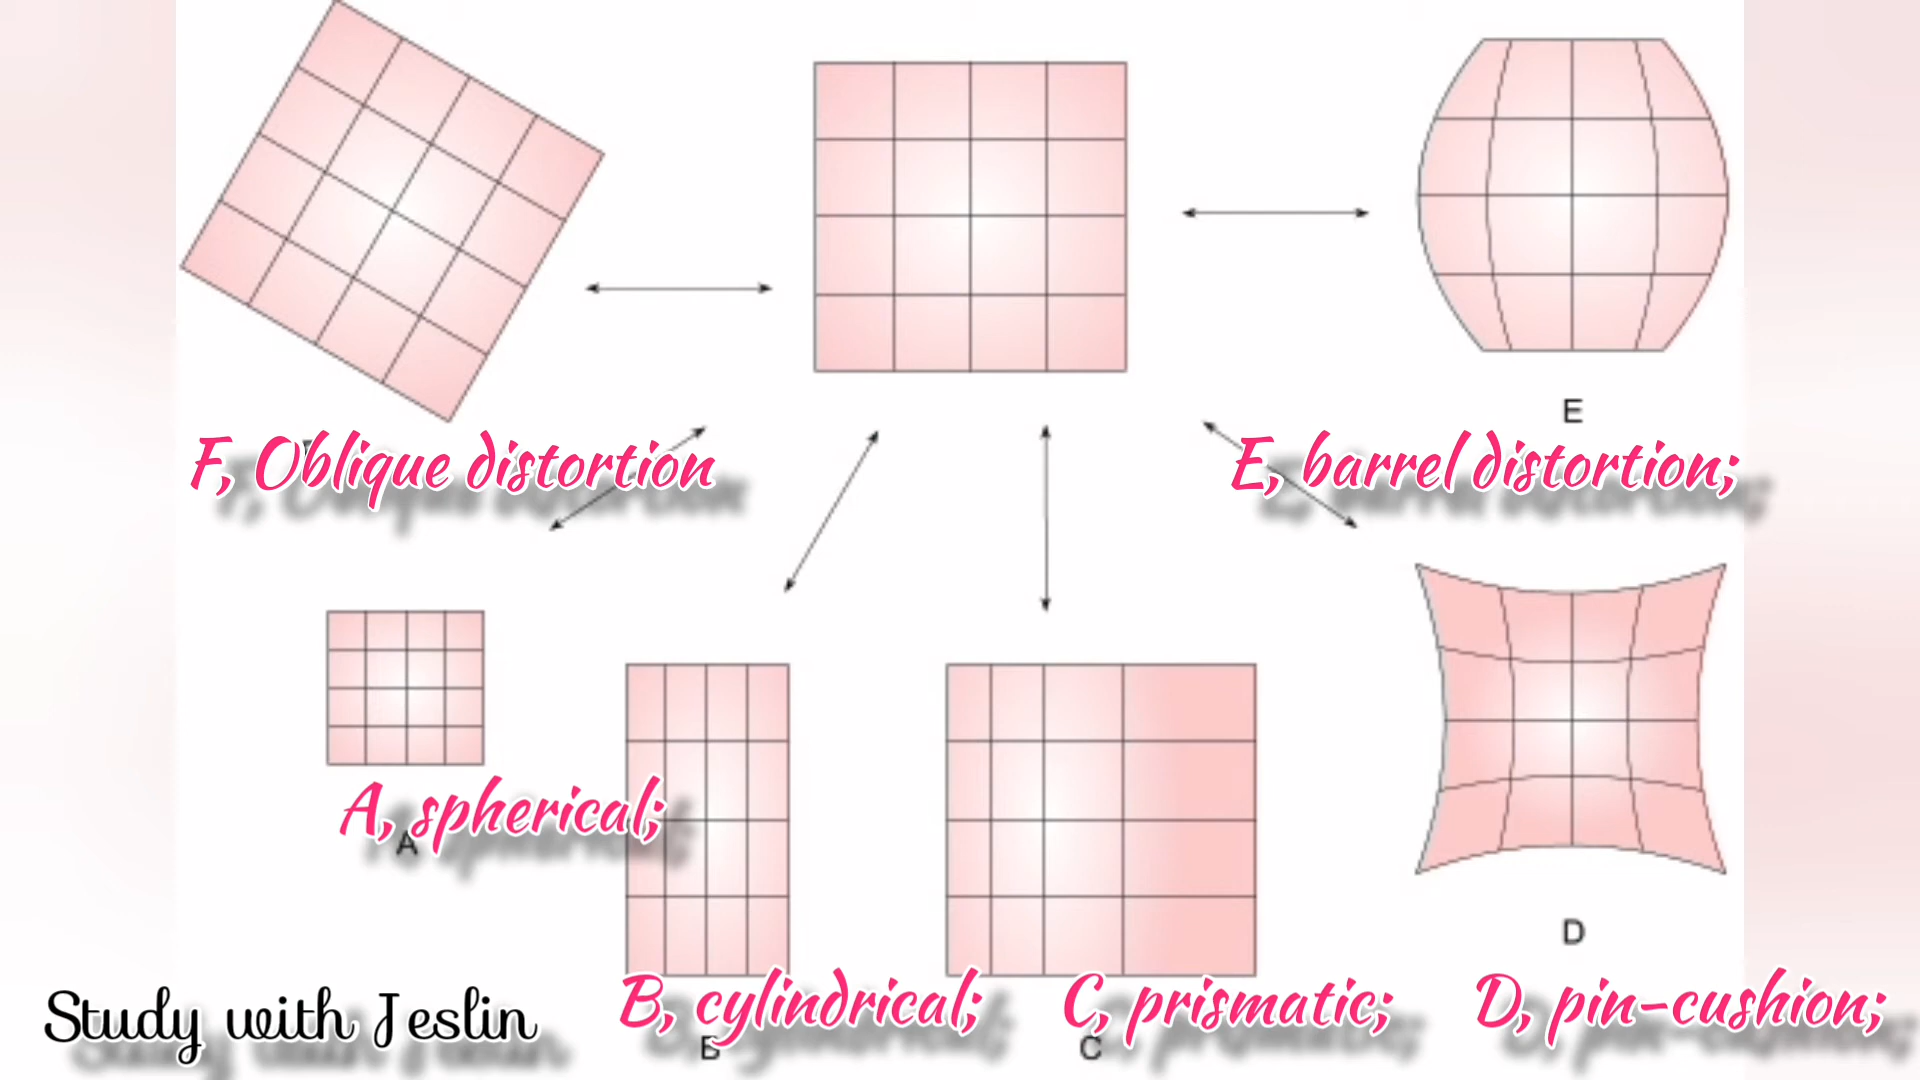 E
F, Oblique distortion
E, barrel distortion;
A, spherical;
A
D
Study with Jeslin
B, cylindrical;
C, prismatic;
D, pin-cushion;
B
C